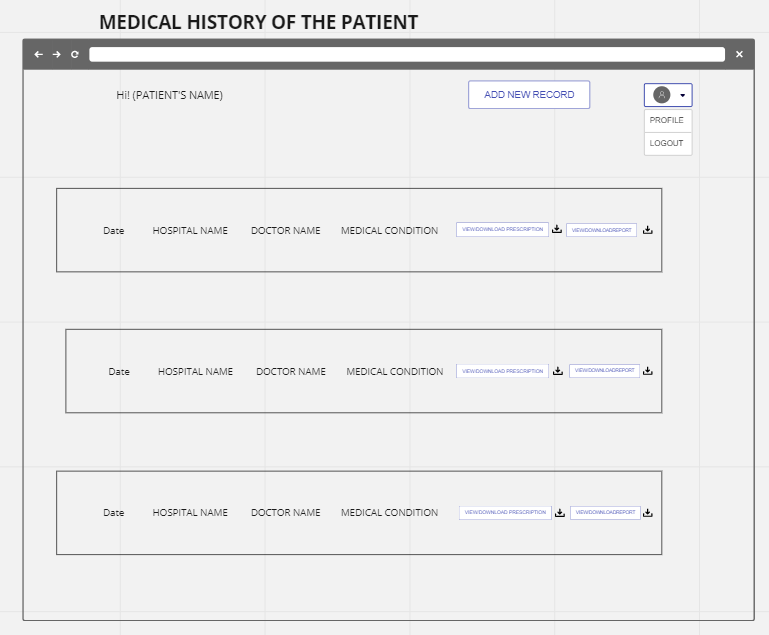 MEDICAL HISTORY OF THE PATIENT
Hi! (PATIENT'S NAME)
ADD NEW RECORD
PROFILE
LOGOUT
Date HOSPITAL NAME DOCTOR NAME MEDICAL CONDITION VIEW/DOWNLOAD PRESCRIPTION VIEW/DOWNLOADREPORT
Date HOSPITAL NAME DOCTOR NAME MEDICAL CONDITION VIEW/DOWNLOAD PRESCRIPTION VIEW/DOWNLOADREPORT
Date HOSPITAL NAME DOCTOR NAME MEDICAL CONDITION VIEW/DOWNLOAD PRESCRIPTION VIEW/DOWNLOADREPORT